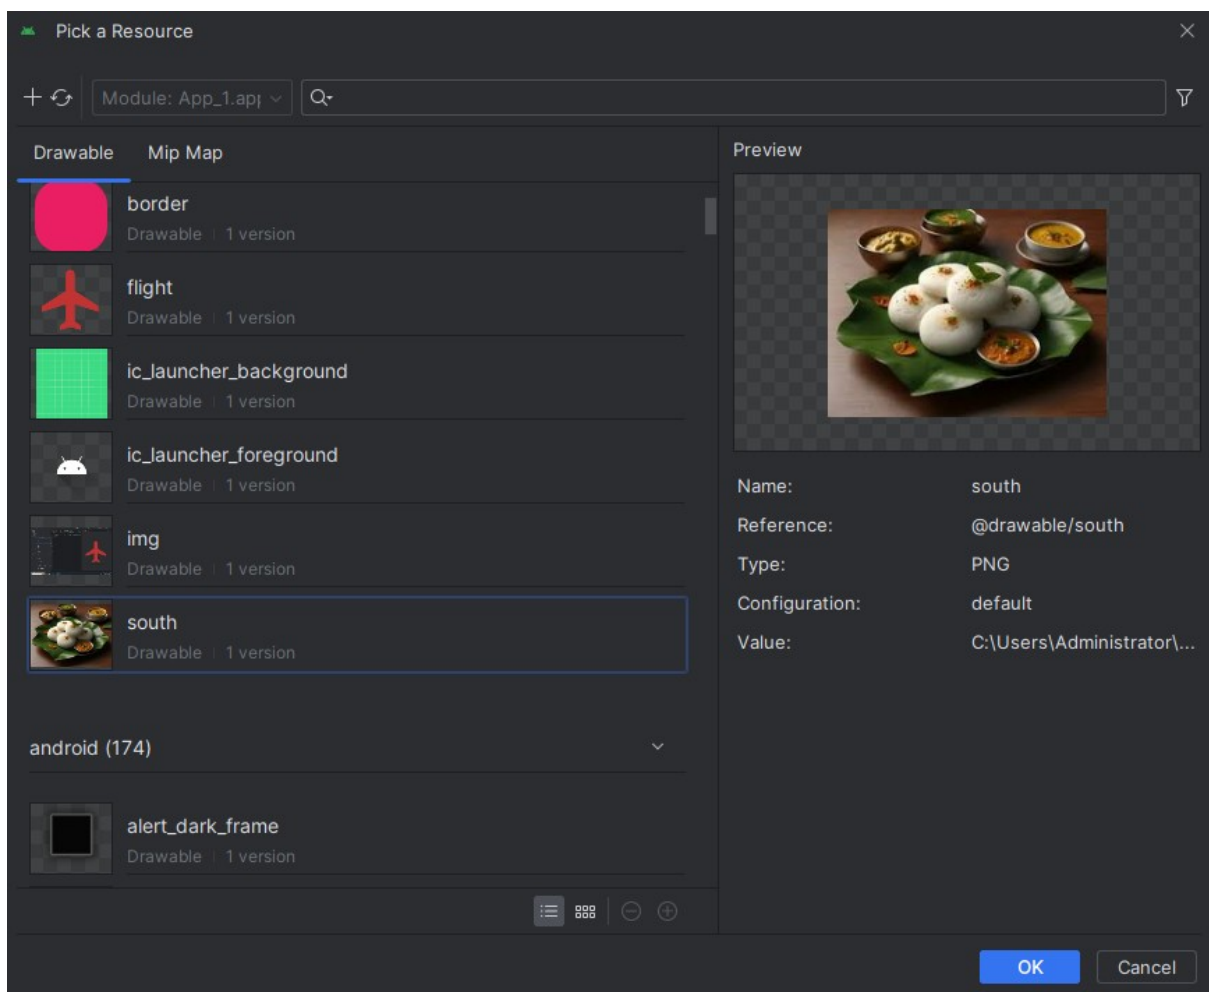 Pick a Resource
Module: App_1.app
Drawable Mip Map
border
Drawable 1 version
flight
Drawable 1 version
ic_launcher_background
Drawable 1 version
ic_launcher_foreground
Drawable 1 version
img
Drawable 1 version
south
Drawable 1 version
android (174)
alert_dark_frame
Drawable 1 version
Preview
Name: south
Reference: @drawable/south
Type: PNG
Configuration: default
Value: C:\Users\Administrator\...
OK Cancel